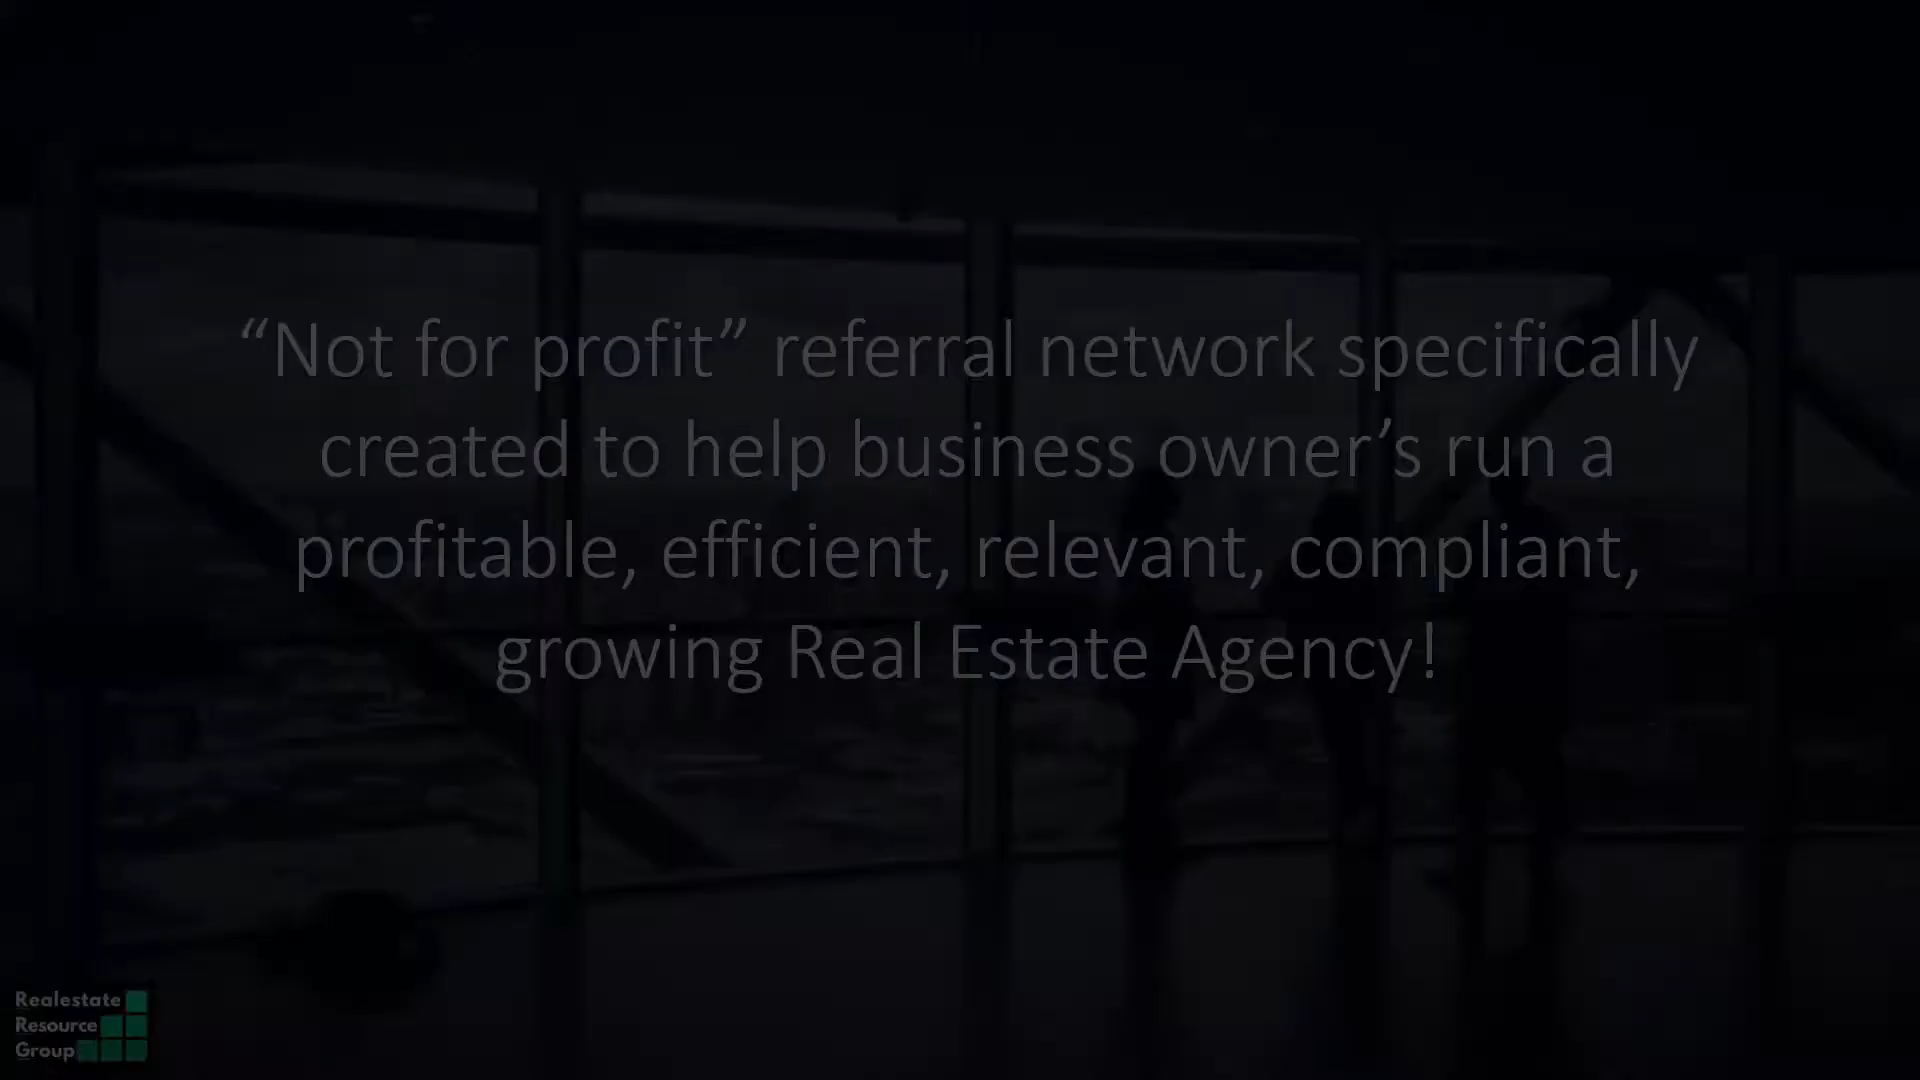 “Not for profit” referral network specifically
created to help business owner’s run a
profitable, efficient, relevant, compliant,
growing Real Estate Agency!
Realestate
Resource
Group